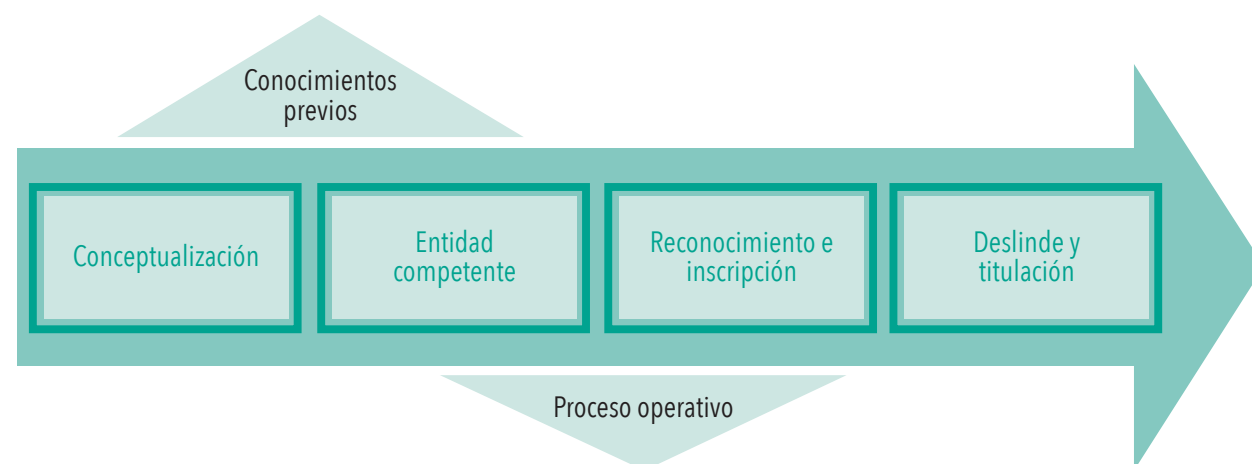 Conocimientos
previos
Conceptualización
Entidad
competente
Reconocimiento e
inscripción
Deslinde y
titulación
Proceso operativo